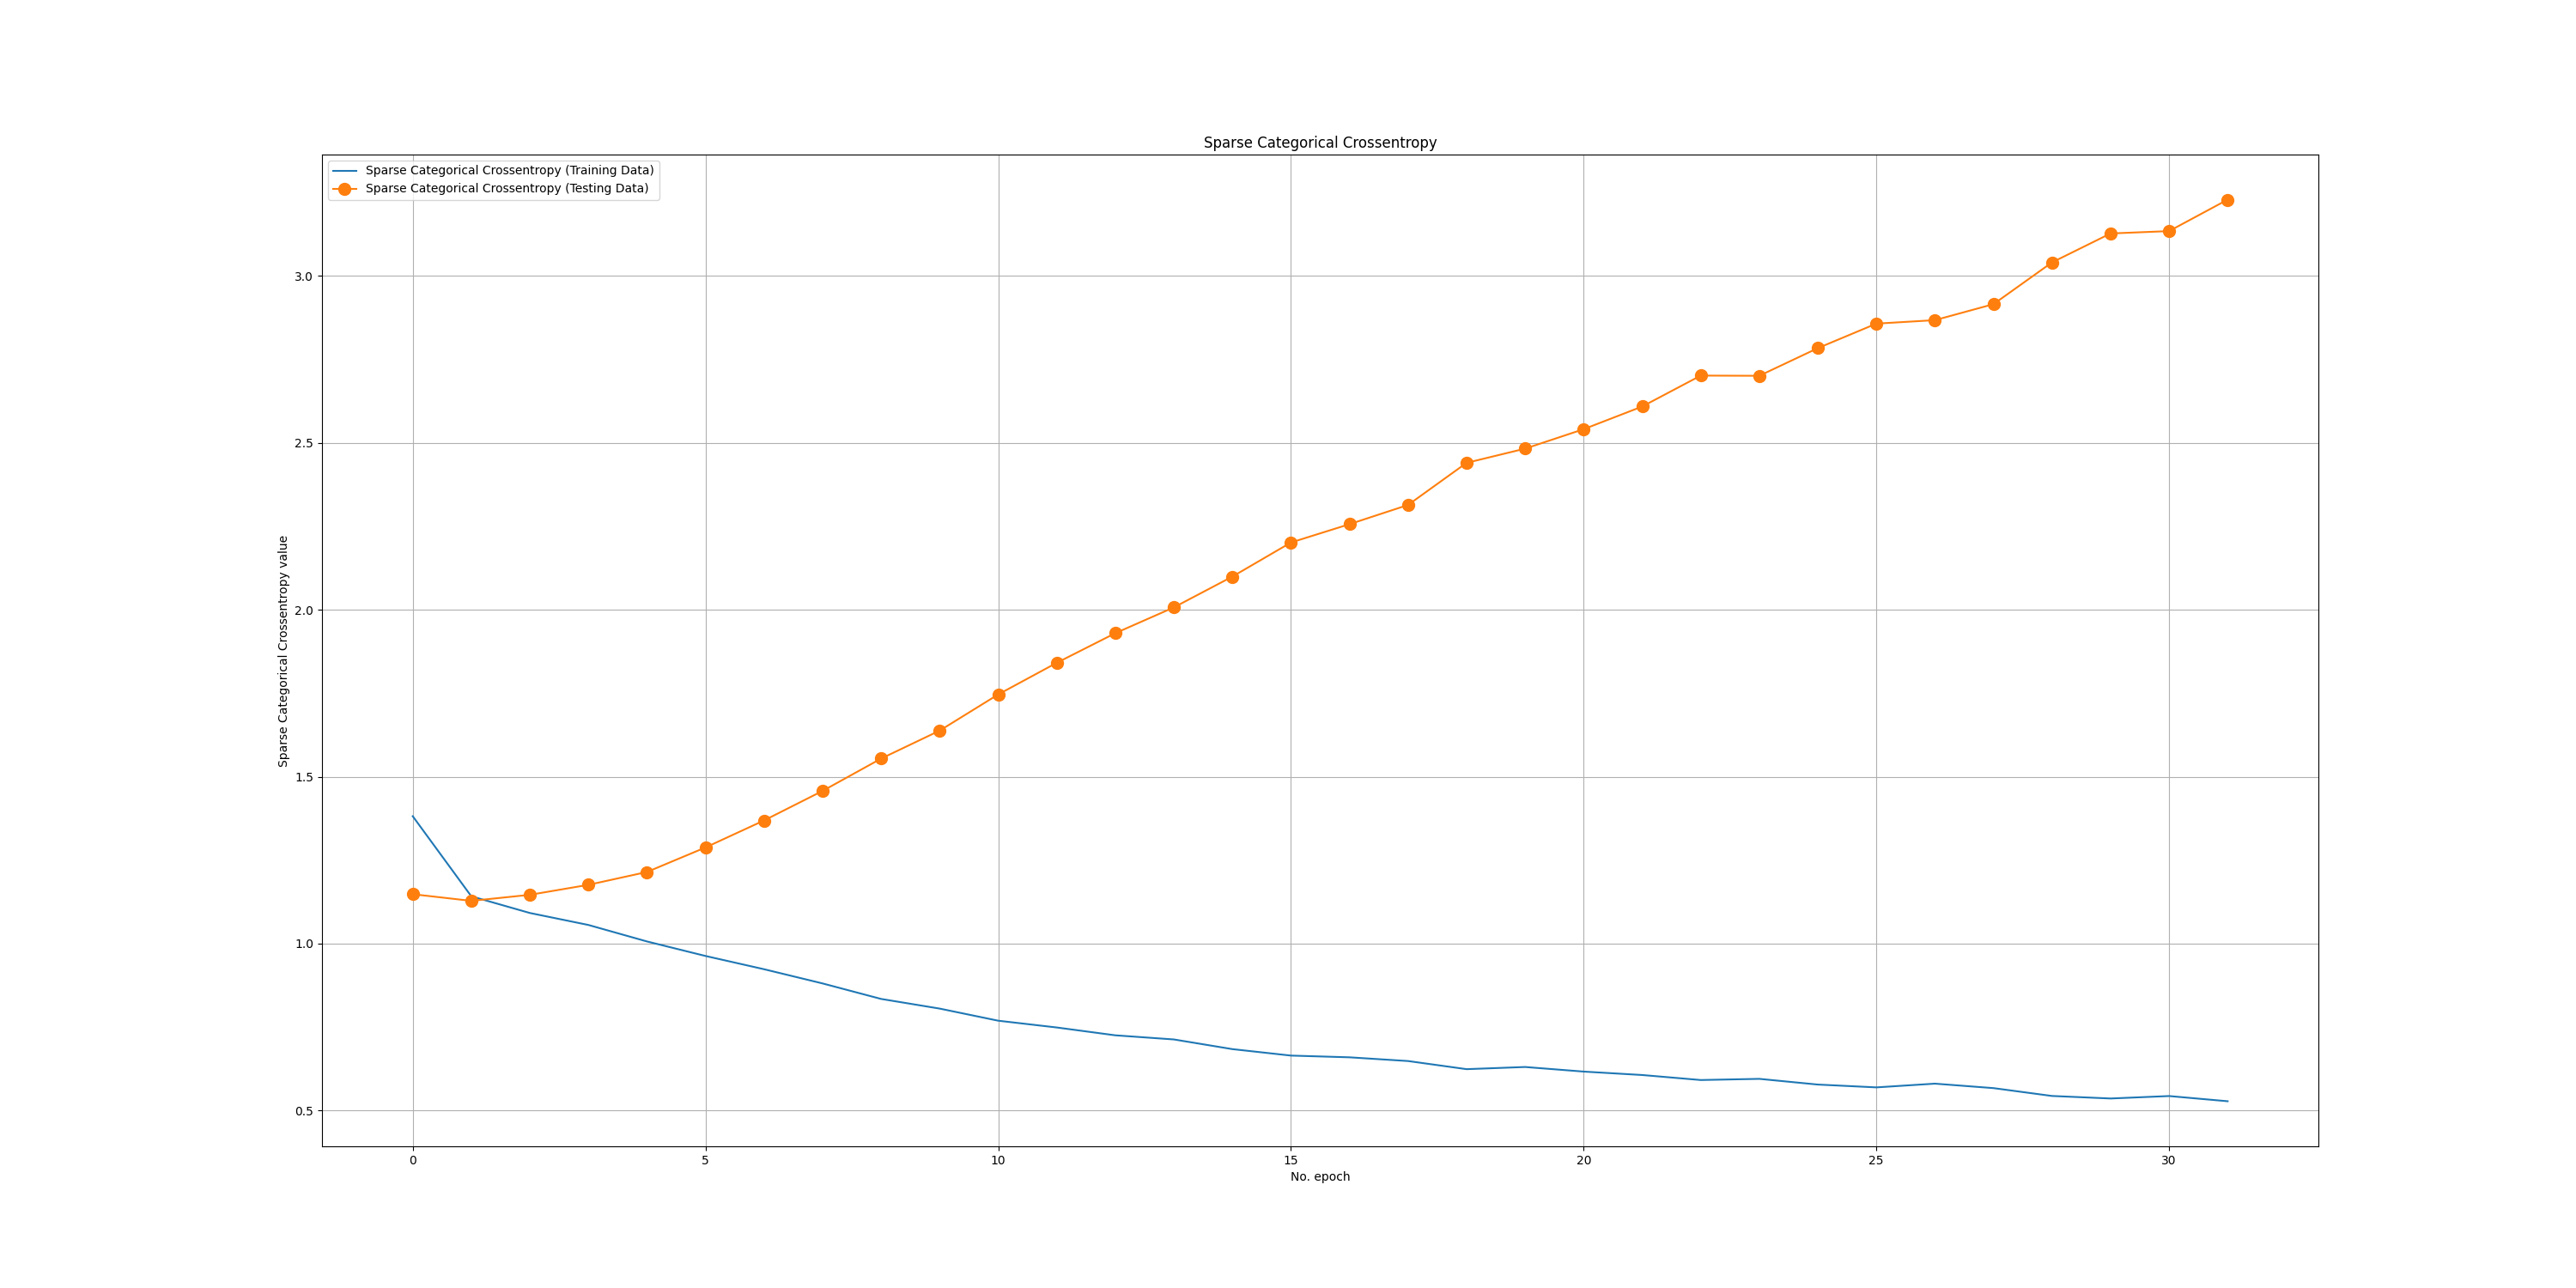 Sparse Categorical Crossentropy
Sparse Categorical Crossentropy (Training Data)
Sparse Categorical Crossentropy (Testing Data)
Sparse Categorical Crossentropy value
3.0
2.5
2.0
1.5
1.0
0.5
0 5 10 15 20 25 30
No. epoch